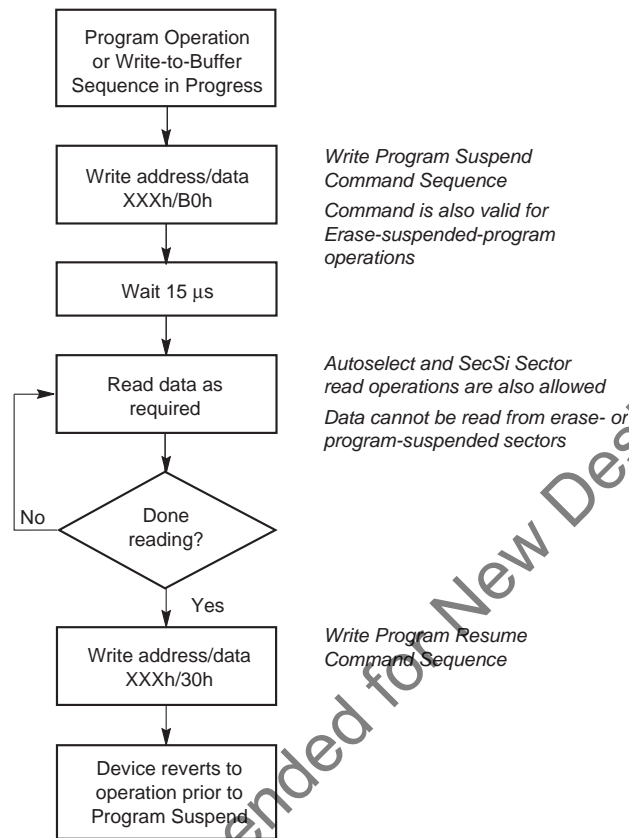 Program Operation
or Write-to-Buffer
Sequence in Progress
Write address/data
XXXh/B0h
Write Program Suspend
Command Sequence
Command is also valid for
Erase-suspended-program
operations
Wait 15 μs
Read data as
required
Autoselect and SecSi Sector
read operations are also allowed
Data cannot be read from erase- or
program-suspended sectors
No
Done
reading?
Yes
Write address/data
XXXh/30h
Write Program Resume
Command Sequence
Device reverts to
operation prior to
Program Suspend
for New